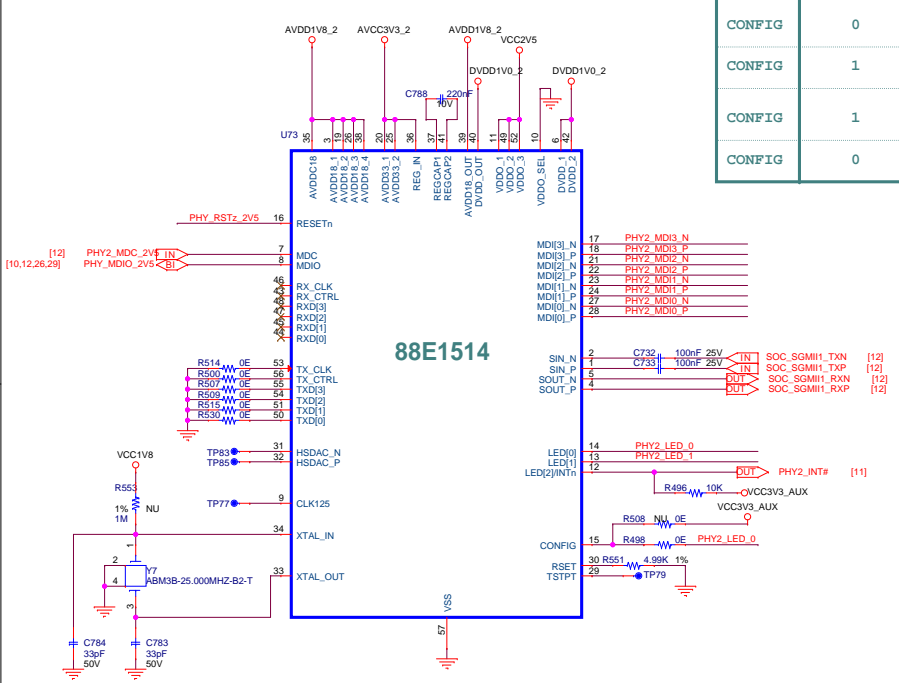 CONFIG 0
CONFIG 1
CONFIG 1
CONFIG 0
AVDD1V8_2
AVCC3V3_2
AVDD1V8_2
VCC2V5
DVDD1V0_2
DVDD1V0_2
C788
220nF
10V
U73
35
3
19
26
38
20
25
36
37
41
39
40
11
49
52
10
6
42
AVDDC18
AVDD18_1
AVDD18_2
AVDD18_3
AVDD18_4
AVDD33_1
AVDD33_2
REG_IN
REGCAP1
REGCAP2
AVDD18_OUT
DVDD_OUT
VDDO_1
VDDO_2
VDDO_3
VDDO_SEL
DVDD_1
DVDD_2
PHY_RSTz_2V5 16 RESETn
[12] PHY2_MDC_2V5 IN 7 MDC
[10,12,26,29] PHY_MDIO_2V5 BI 8 MDIO
46 RX_CLK
43 RX_CTRL
48 RXD[3]
47 RXD[2]
45 RXD[1]
44 RXD[0]
88E1514
R514 0E 53 TX_CLK
R500 0E 56 TX_CTRL
R507 0E 55 TXD[3]
R509 0E 54 TXD[2]
R515 0E 51 TXD[1]
R530 0E 50 TXD[0]
TP83 31 HSDAC_N
TP85 32 HSDAC_P
TP77 9 CLK125
VCC1V8
R553
1% NU
1M
34 XTAL_IN
33 XTAL_OUT
1
2
4
3
Y7
ABM3B-25.000MHZ-B2-T
C784
33pF
50V
C783
33pF
50V
MDI[3]_N 17 PHY2_MDI3_N
MDI[3]_P 18 PHY2_MDI3_P
MDI[2]_N 21 PHY2_MDI2_N
MDI[2]_P 22 PHY2_MDI2_P
MDI[1]_N 23 PHY2_MDI1_N
MDI[1]_P 24 PHY2_MDI1_P
MDI[0]_N 27 PHY2_MDI0_N
MDI[0]_P 28 PHY2_MDI0_P
SIN_N 2 C732 100nF 25V IN SOC_SGMII1_TXN [12]
SIN_P 1 C733 100nF 25V IN SOC_SGMII1_TXP [12]
SOUT_N 5 OUT SOC_SGMII1_RXN [12]
SOUT_P 4 OUT SOC_SGMII1_RXP [12]
LED[0] 14 PHY2_LED_0
LED[1] 13 PHY2_LED_1
LED[2]/INTn 12 OUT PHY2_INT# [11]
R496 10K VCC3V3_AUX
VCC3V3_AUX
R508 NU 0E
CONFIG 15 R498 0E PHY2_LED_0
RSET 30 R551 4.99K 1%
TSTPT 29 TP79
VSS
57